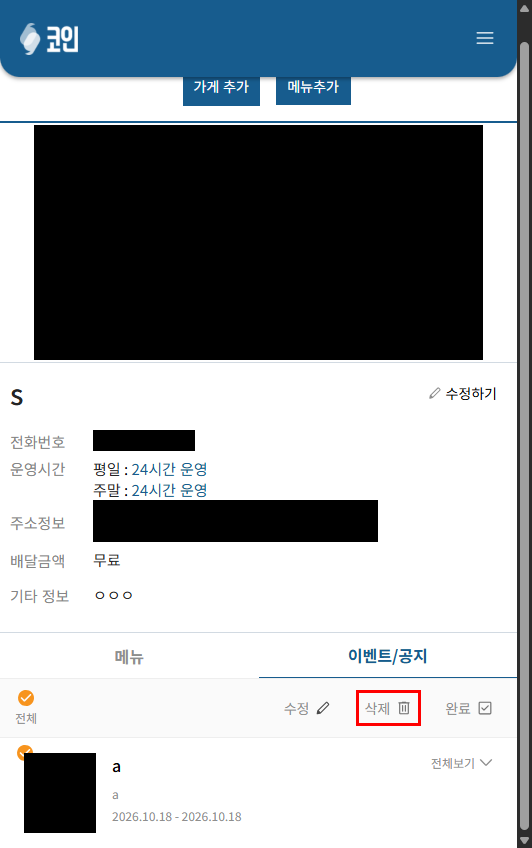 코인
가게 추가 메뉴추가
S
수정하기
전화번호
운영시간 평일 : 24시간 운영
주말 : 24시간 운영
주소정보
배달금액 무료
기타 정보 ㅇㅇㅇ
메뉴 이벤트/공지
전체 수정 삭제 완료
a 전체보기
a
2026.10.18 - 2026.10.18